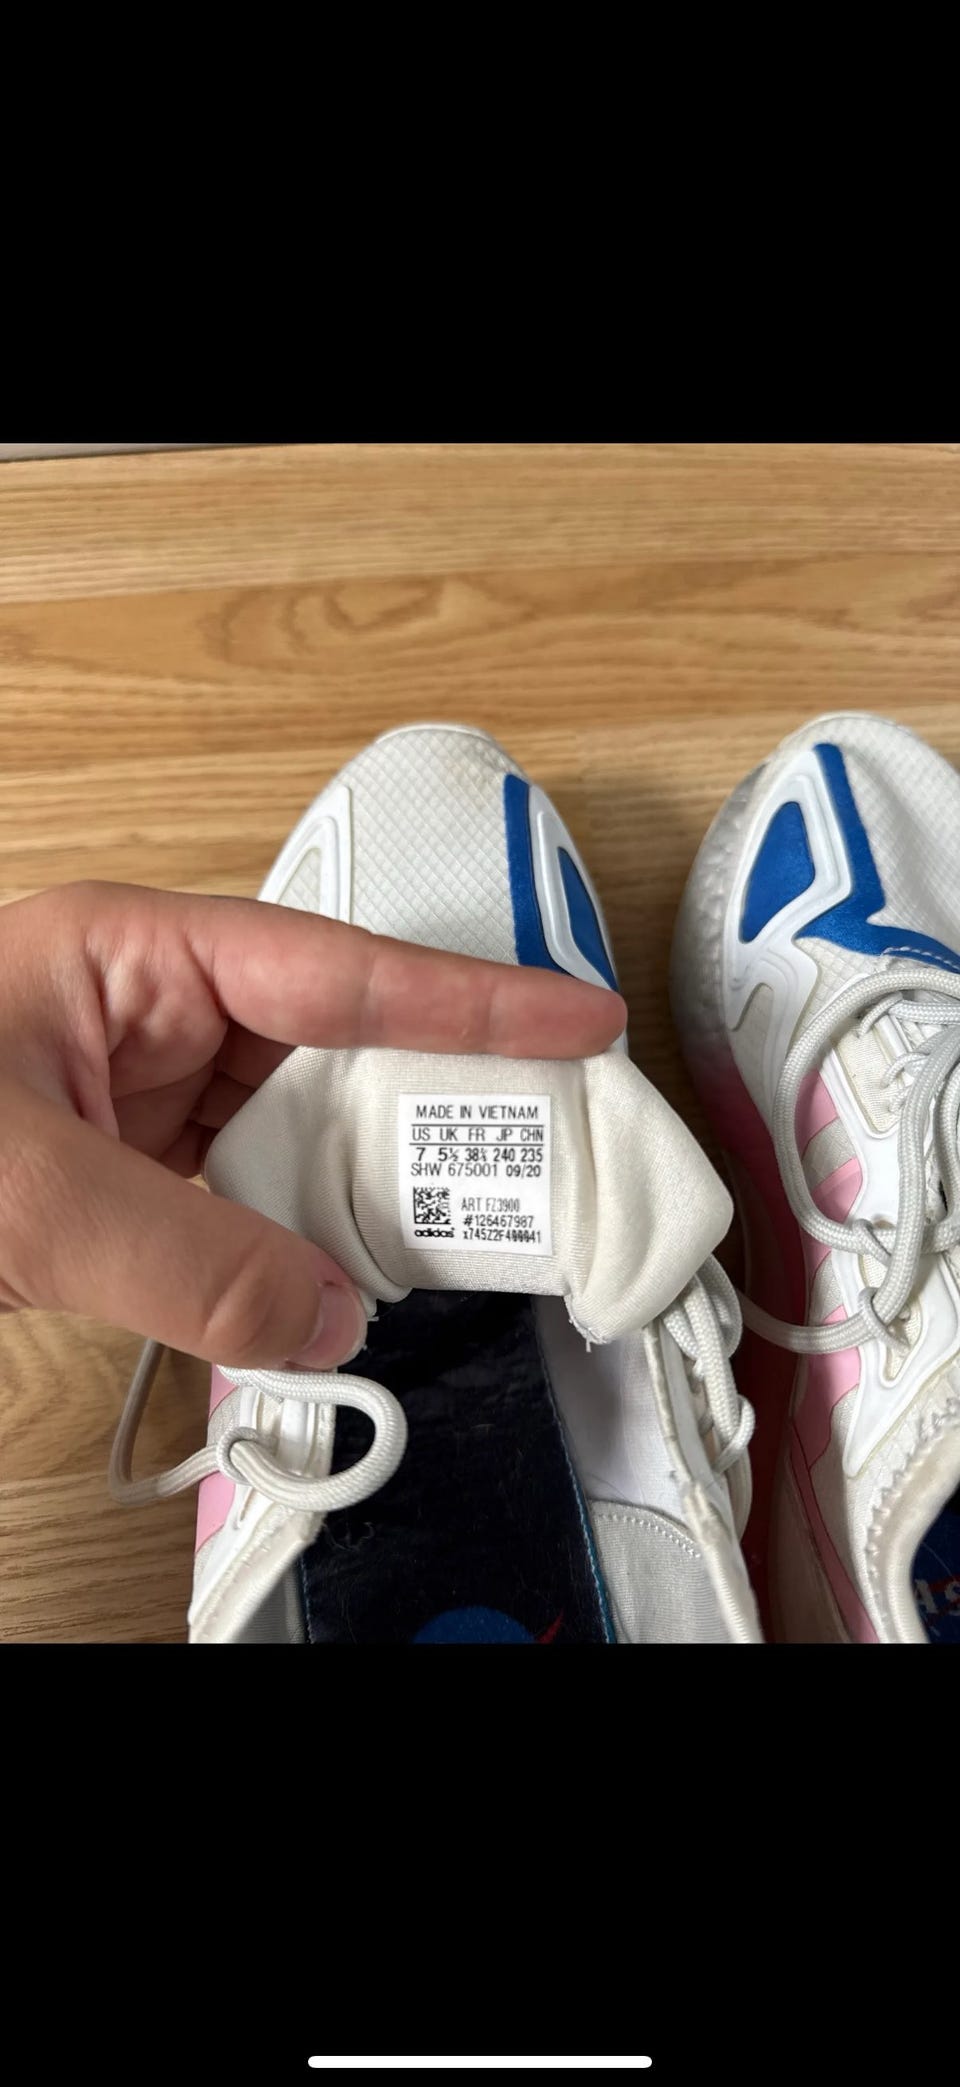 MADE IN VIETNAM
US UK FR JP CHN
7 5½ 38⅔ 240 235
SHW 675001 09/20
ART FZ3900
#126467987
adidas